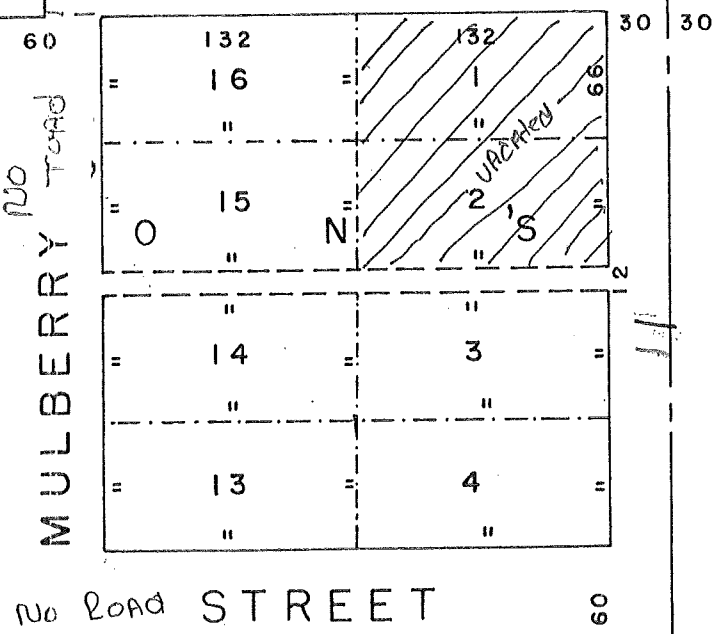 60 132 132 30 30
16 = = 1 66
" "
No Road
VACATED
= 15 = 2 =
O N 'S
" "
12
" "
MULBERRY
= 14 = 3 =
" "
= 13 = 4 =
" "
No Road STREET 60